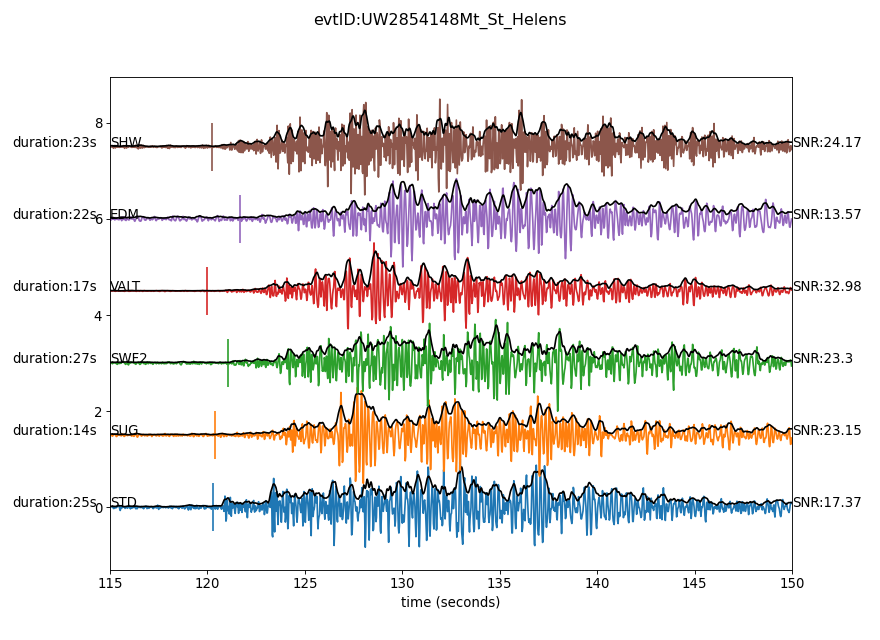 evtID:UW2854148Mt_St_Helens
8
duration:23s SHW SNR:24.17
duration:22s EDM SNR:13.57
6
duration:17s VALT SNR:32.98
4
duration:27s SWF2 SNR:23.3
2
duration:14s SUG SNR:23.15
duration:25s STD SNR:17.37
0
115 120 125 130 135 140 145 150
time (seconds)